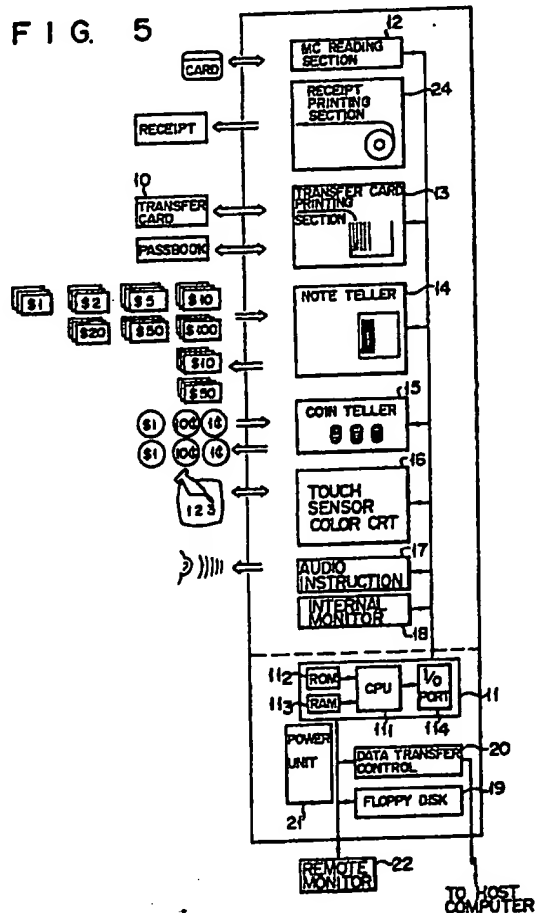 FIG. 5
12
MC READING
SECTION
CARD
24
RECEIPT
PRINTING
SECTION
RECEIPT
10
TRANSFER
CARD
13
TRANSFER CARD
PRINTING
SECTION
PASSBOOK
$1 $2 $5 $10
$20 $50 $100
14
NOTE TELLER
$10
$50
15
COIN TELLER
$1 10¢ 1¢
$1 10¢ 1¢
16
123
TOUCH
SENSOR
COLOR CRT
17
AUDIO
INSTRUCTION
INTERNAL
MONITOR
18
112
ROM
113
RAM
CPU
111
I/O
PORT
114
11
POWER
UNIT
21
20
DATA TRANSFER
CONTROL
19
FLOPPY DISK
REMOTE
MONITOR
22
TO HOST
COMPUTER